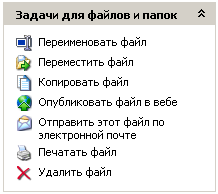 Задачи для файлов и папок
Переименовать файл
Переместить файл
Копировать файл
Опубликовать файл в вебе
Отправить этот файл по
электронной почте
Печатать файл
Удалить файл